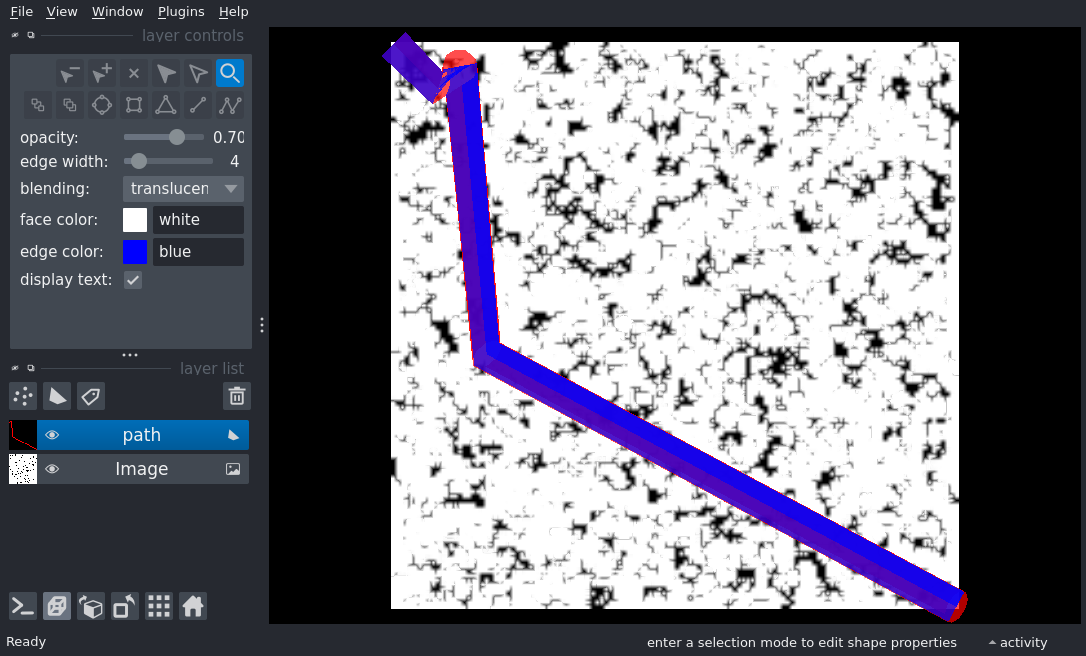 File View Window Plugins Help
layer controls
opacity: 0.70
edge width: 4
blending: translucen
face color: white
edge color: blue
display text:
layer list
path
Image
Ready
enter a selection mode to edit shape properties
activity